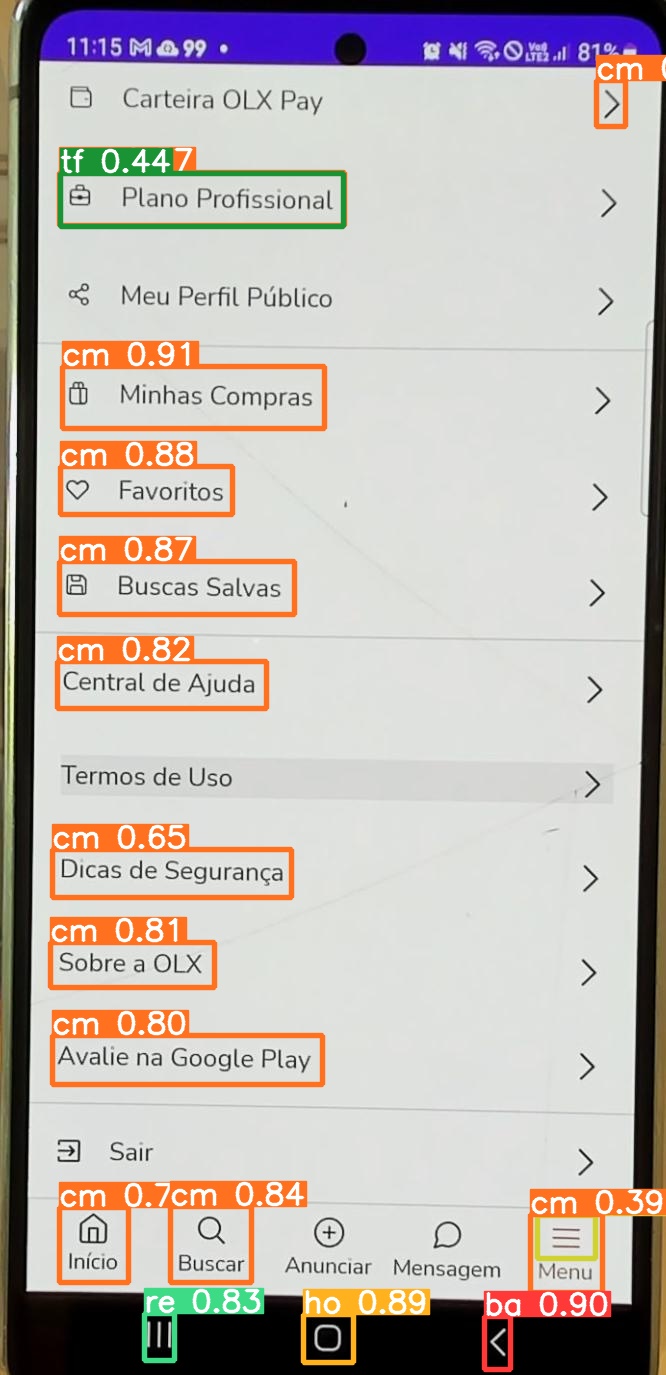 11:15 99 81%
cm 0
Carteira OLX Pay
tf 0.44 7
Plano Profissional
Meu Perfil Público
cm 0.91
Minhas Compras
cm 0.88
Favoritos
cm 0.87
Buscas Salvas
cm 0.82
Central de Ajuda
Termos de Uso
cm 0.65
Dicas de Segurança
cm 0.81
Sobre a OLX
cm 0.80
Avalie na Google Play
Sair
cm 0.7 cm 0.84 cm 0.39
Início Buscar Anunciar Mensagem Menu
re 0.83 ho 0.89 ba 0.90